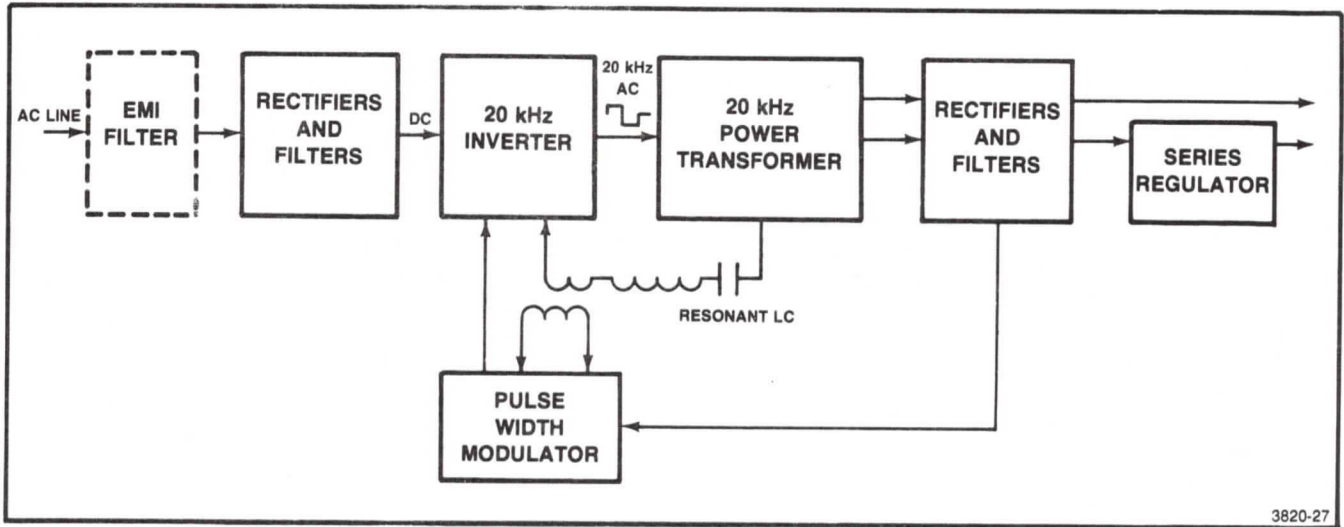 AC LINE
EMI
FILTER
RECTIFIERS
AND
FILTERS
DC
20 kHz
INVERTER
20 kHz
AC
20 kHz
POWER
TRANSFORMER
RECTIFIERS
AND
FILTERS
SERIES
REGULATOR
RESONANT LC
PULSE
WIDTH
MODULATOR
3820-27